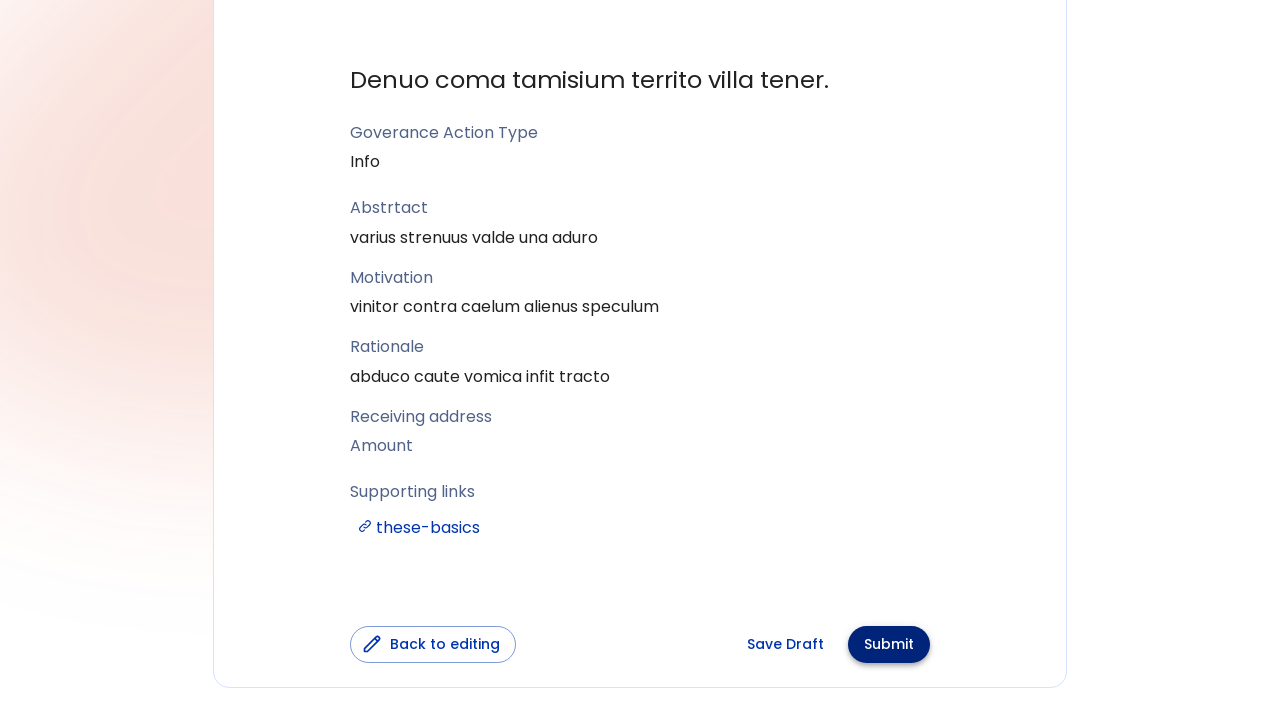 Denuo coma tamisium territo villa tener.
Goverance Action Type
Info
Abstrtact
varius strenuus valde una aduro
Motivation
vinitor contra caelum alienus speculum
Rationale
abduco caute vomica infit tracto
Receiving address
Amount
Supporting links
these-basics
Back to editing
Save Draft
Submit